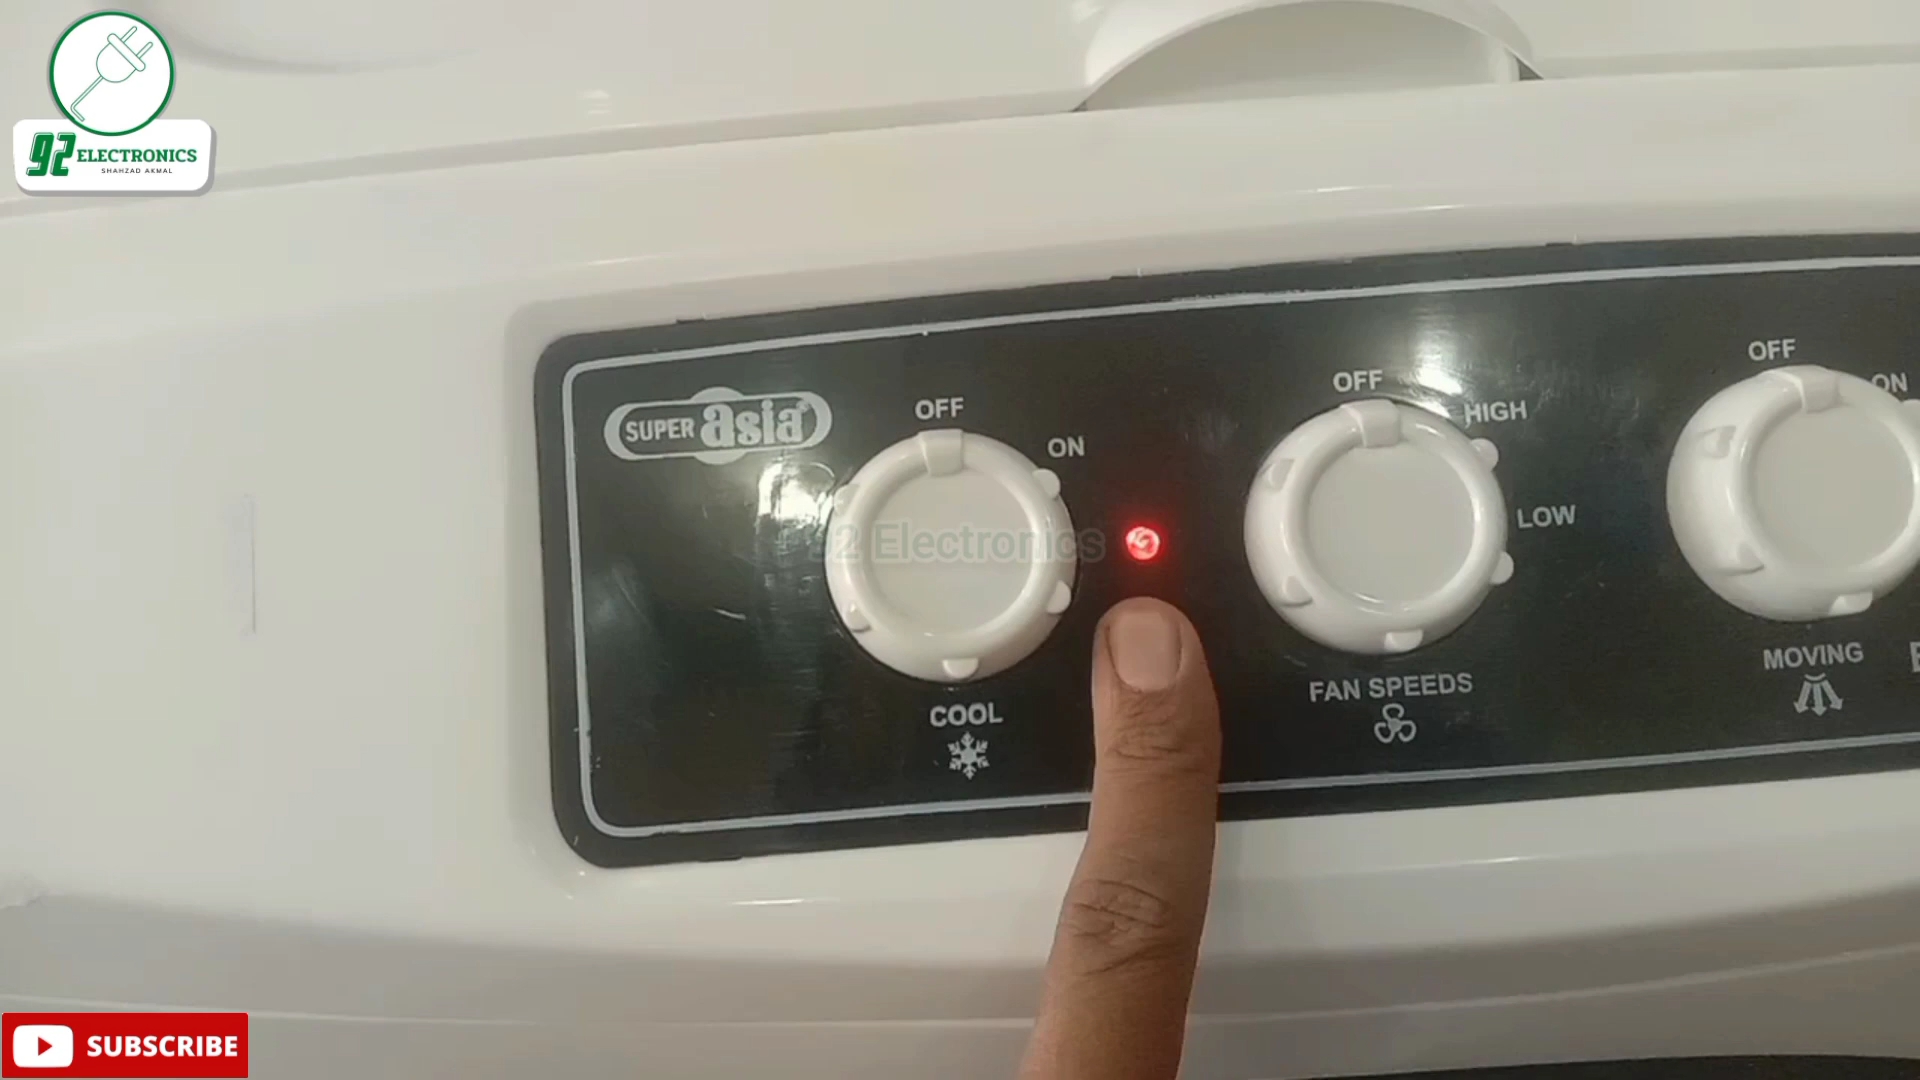 92 ELECTRONICS
SHAHZAD AKMAL
SUPER asia
OFF
ON
COOL
OFF
HIGH
LOW
FAN SPEEDS
OFF
ON
MOVING
92 Electronics
SUBSCRIBE